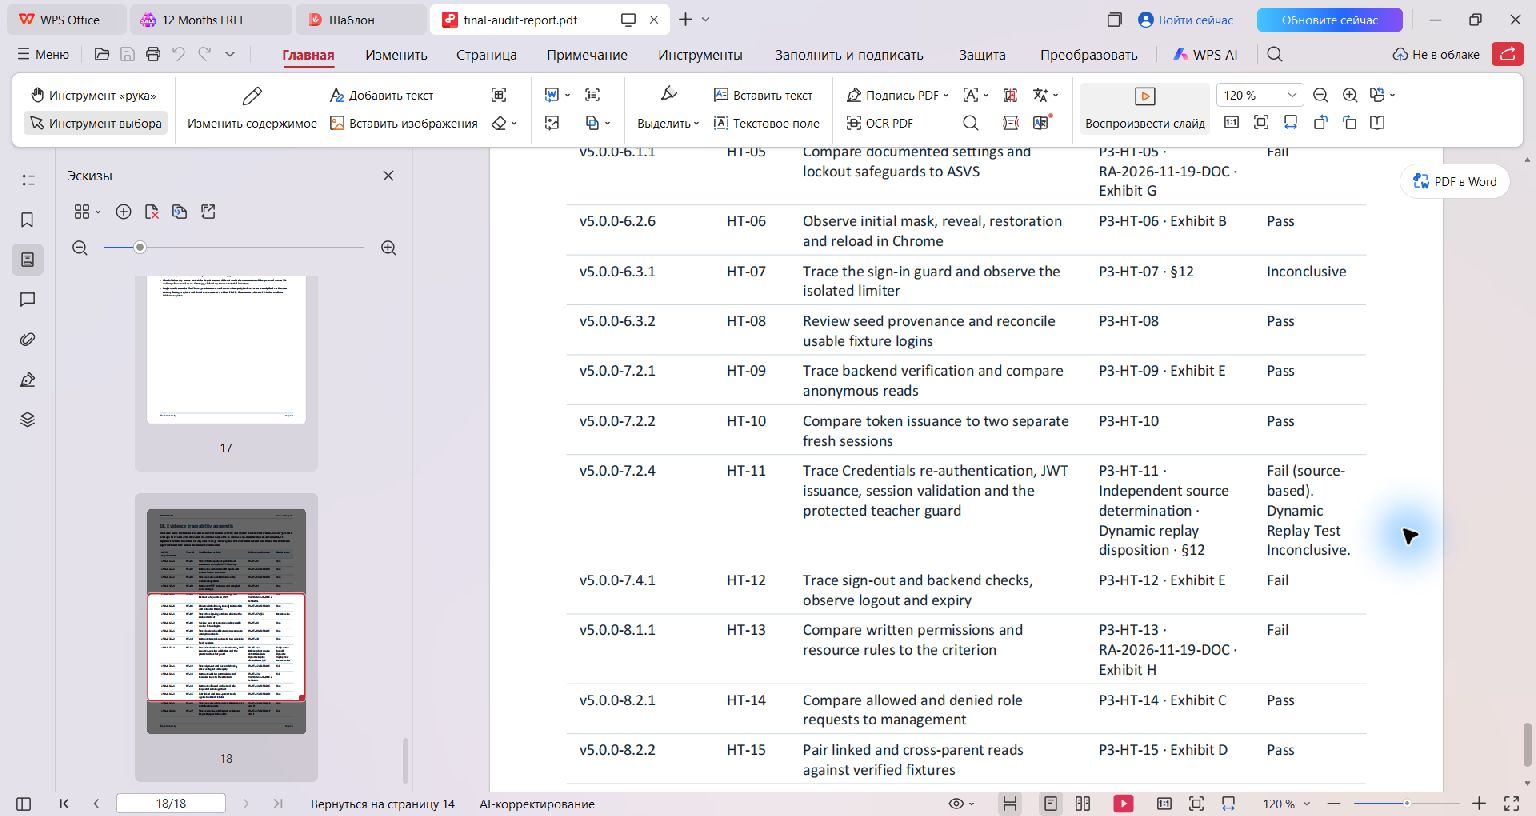 WPS Office
12 Months FREE
Шаблон
final-audit-report.pdf
Войти сейчас
Обновите сейчас
Меню
Главная
Изменить
Страница
Примечание
Инструменты
Заполнить и подписать
Защита
Преобразовать
WPS AI
Не в облаке
Инструмент «рука»
Инструмент выбора
Изменить содержимое
Добавить текст
Вставить изображения
Выделить
Вставить текст
Текстовое поле
Подпись PDF
OCR PDF
Воспроизвести слайд
120 %
1:1
Эскизы
17
18
PDF в Word
v5.0.0-6.1.1 HT-05 Compare documented settings and P3-HT-05 · Fail
lockout safeguards to ASVS RA-2026-11-19-DOC ·
Exhibit G
v5.0.0-6.2.6 HT-06 Observe initial mask, reveal, restoration P3-HT-06 · Exhibit B Pass
and reload in Chrome
v5.0.0-6.3.1 HT-07 Trace the sign-in guard and observe the P3-HT-07 · §12 Inconclusive
isolated limiter
v5.0.0-6.3.2 HT-08 Review seed provenance and reconcile P3-HT-08 Pass
usable fixture logins
v5.0.0-7.2.1 HT-09 Trace backend verification and compare P3-HT-09 · Exhibit E Pass
anonymous reads
v5.0.0-7.2.2 HT-10 Compare token issuance to two separate P3-HT-10 Pass
fresh sessions
v5.0.0-7.2.4 HT-11 Trace Credentials re-authentication, JWT P3-HT-11 · Fail (source-
issuance, session validation and the Independent source based).
protected teacher guard determination · Dynamic
Dynamic replay Replay Test
disposition · §12 Inconclusive.
v5.0.0-7.4.1 HT-12 Trace sign-out and backend checks, P3-HT-12 · Exhibit E Fail
observe logout and expiry
v5.0.0-8.1.1 HT-13 Compare written permissions and P3-HT-13 · Fail
resource rules to the criterion RA-2026-11-19-DOC ·
Exhibit H
v5.0.0-8.2.1 HT-14 Compare allowed and denied role P3-HT-14 · Exhibit C Pass
requests to management
v5.0.0-8.2.2 HT-15 Pair linked and cross-parent reads P3-HT-15 · Exhibit D Pass
against verified fixtures
18/18
Вернуться на страницу 14
AI-корректирование
1:1
120 %